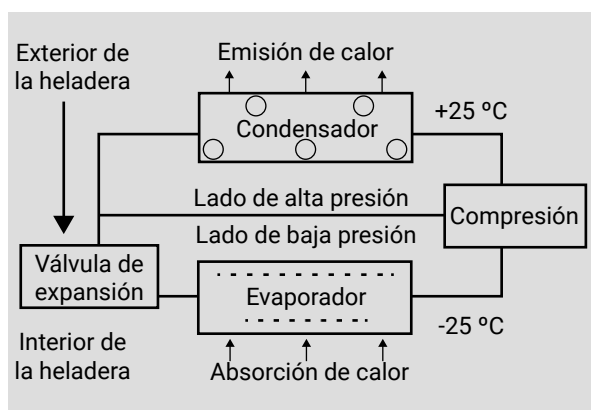 Exterior de
la heladera
Emisión de calor
Condensador
+25 ºC
Lado de alta presión
Compresión
Lado de baja presión
Válvula de
expansión
Evaporador
-25 ºC
Interior de
la heladera
Absorción de calor